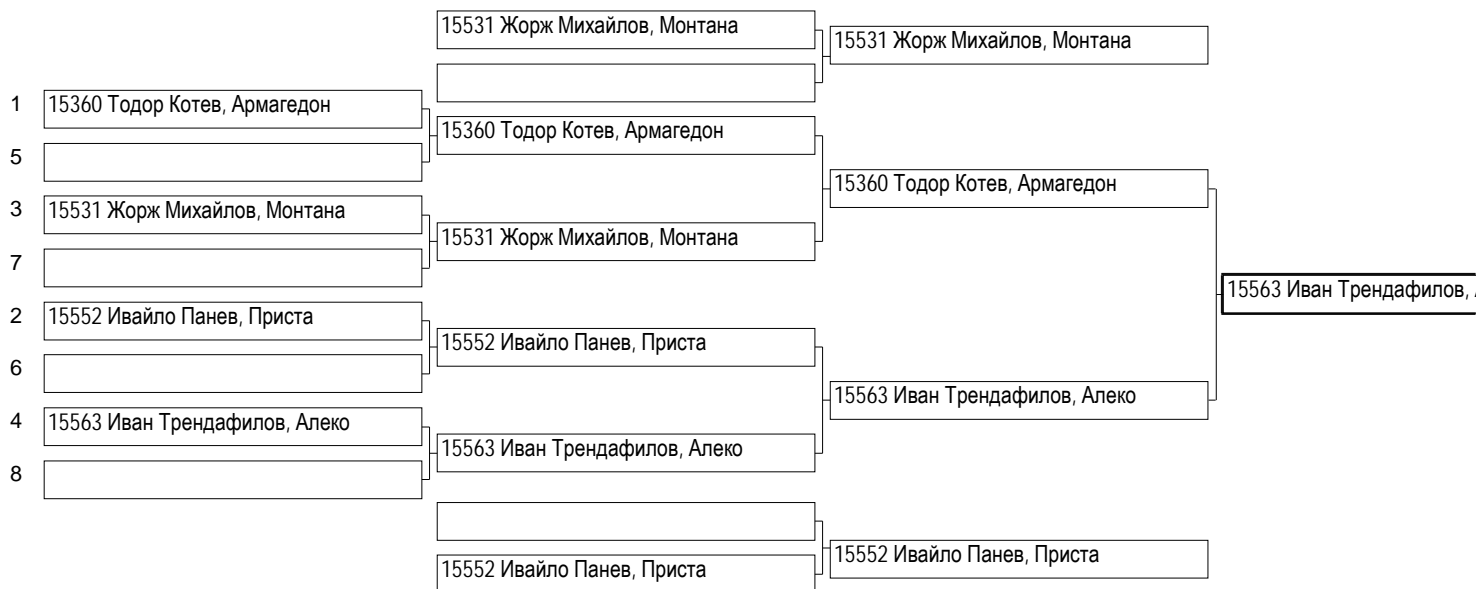 15531 Жорж Михайлов, Монтана
15531 Жорж Михайлов, Монтана
1 15360 Тодор Котев, Армагедон
15360 Тодор Котев, Армагедон
5
15360 Тодор Котев, Армагедон
3 15531 Жорж Михайлов, Монтана
15531 Жорж Михайлов, Монтана
7
15563 Иван Трендафилов,
2 15552 Ивайло Панев, Приста
15552 Ивайло Панев, Приста
6
15563 Иван Трендафилов, Алеко
4 15563 Иван Трендафилов, Алеко
15563 Иван Трендафилов, Алеко
8
15552 Ивайло Панев, Приста
15552 Ивайло Панев, Приста